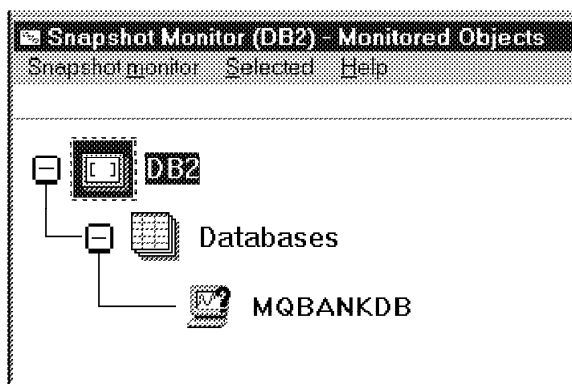 Snapshot Monitor (DB2) - Monitored Objects
Snapshot monitor Selected Help
DB2
Databases
MQBANKDB